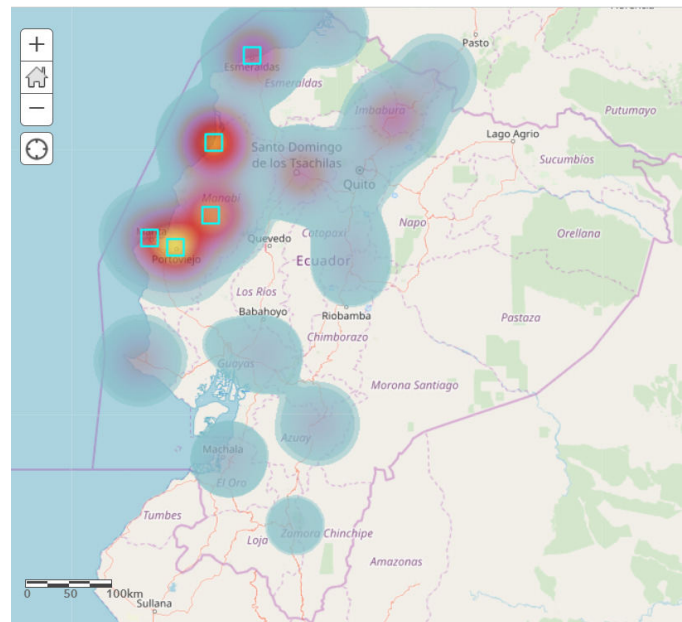 Pasto
Esmeraldas
Esmeraldas
Imbabura
Putumayo
Lago Agrio
Santo Domingo
de los Tsachilas
Sucumbios
Quito
Manabí
Napo
Orellana
Cotopaxi
Quevedo
Portoviejo
Ecuador
Los Ríos
Babahoyo
Riobamba
Pastaza
Chimborazo
Guayas
Morona Santiago
Azuay
Machala
El Oro
Tumbes
Loja
Zamora Chinchipe
Amazonas
0 50 100km
Sullana